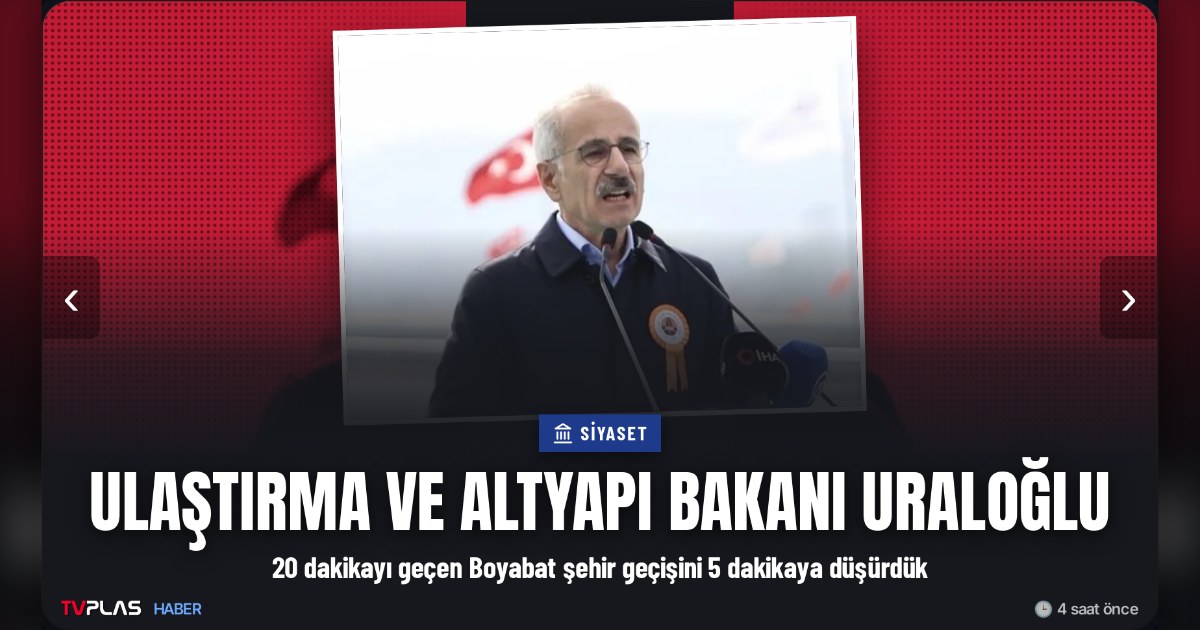 İHA
SİYASET
ULAŞTIRMA VE ALTYAPI BAKANI URALOĞLU
20 dakikayı geçen Boyabat şehir geçişini 5 dakikaya düşürdük
TVPLAS HABER
4 saat önce